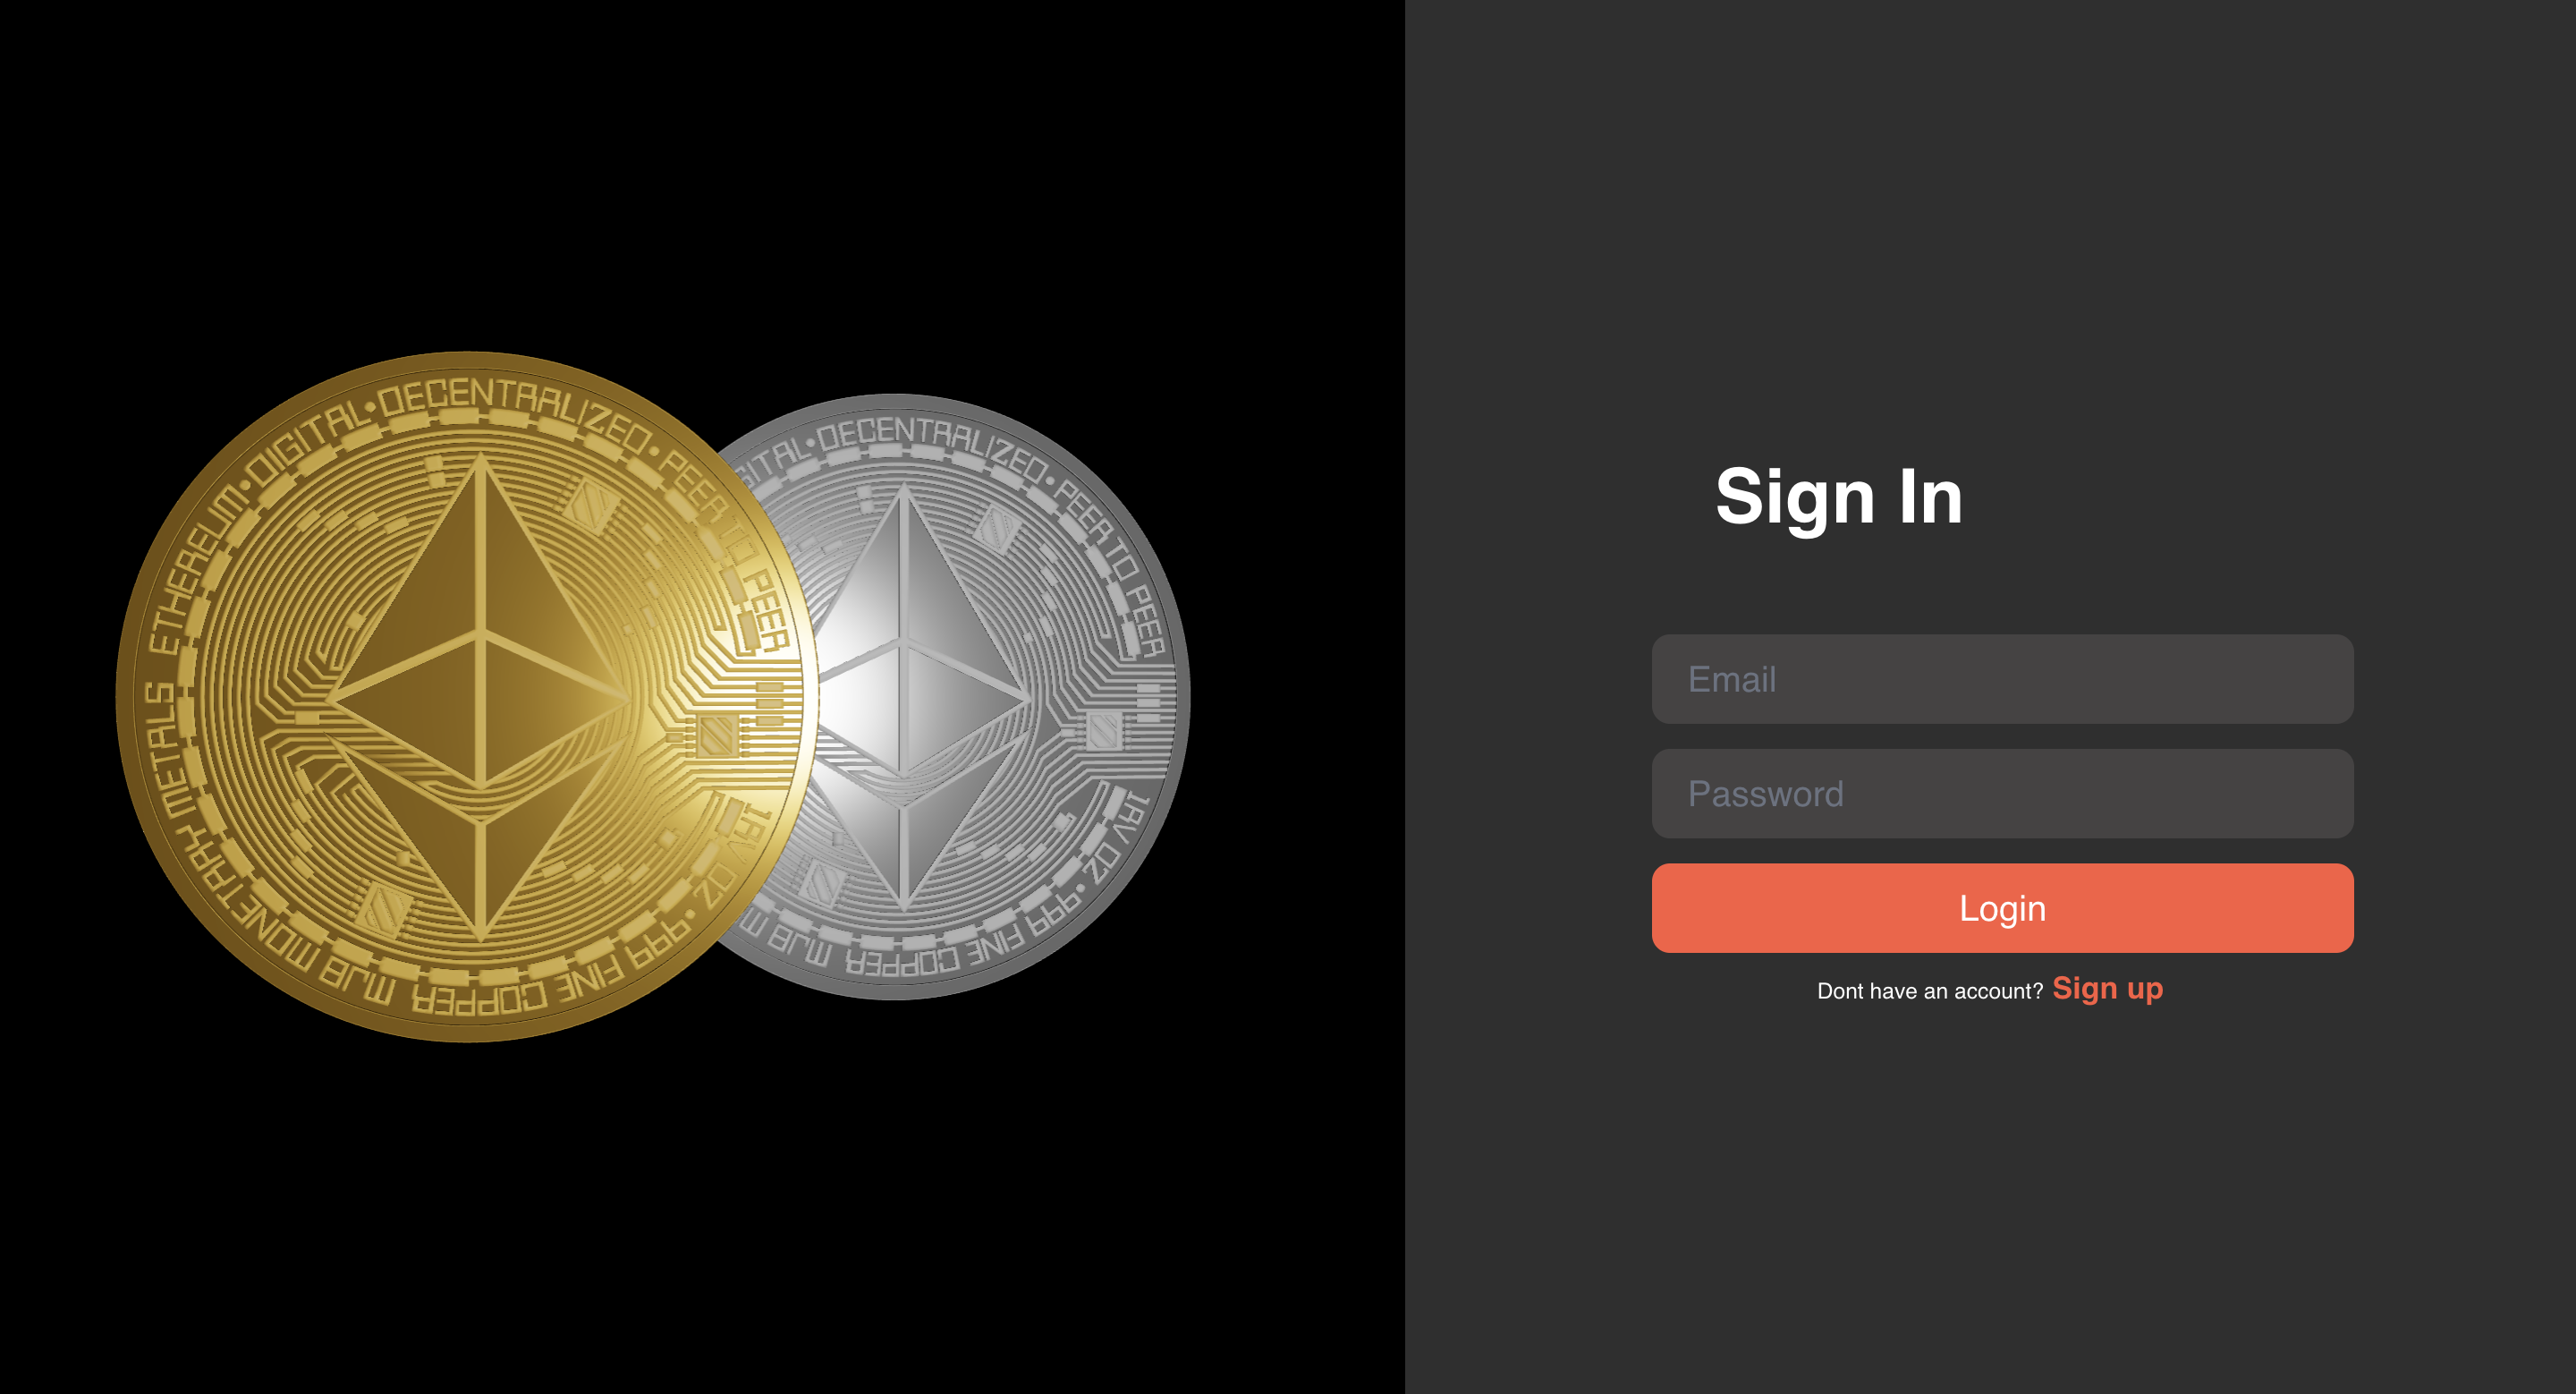 ETHEREUM•DIGITAL•DECENTRALIZED•PEER TO PEER
1 AV OZ•999 FINE COPPER MJB MONETARY METALS
GITAL•DECENTRALIZED•PEER TO PEER
1 AV OZ•999 FINE COPPER MJB M
Sign In
Email
Password
Login
Dont have an account? Sign up